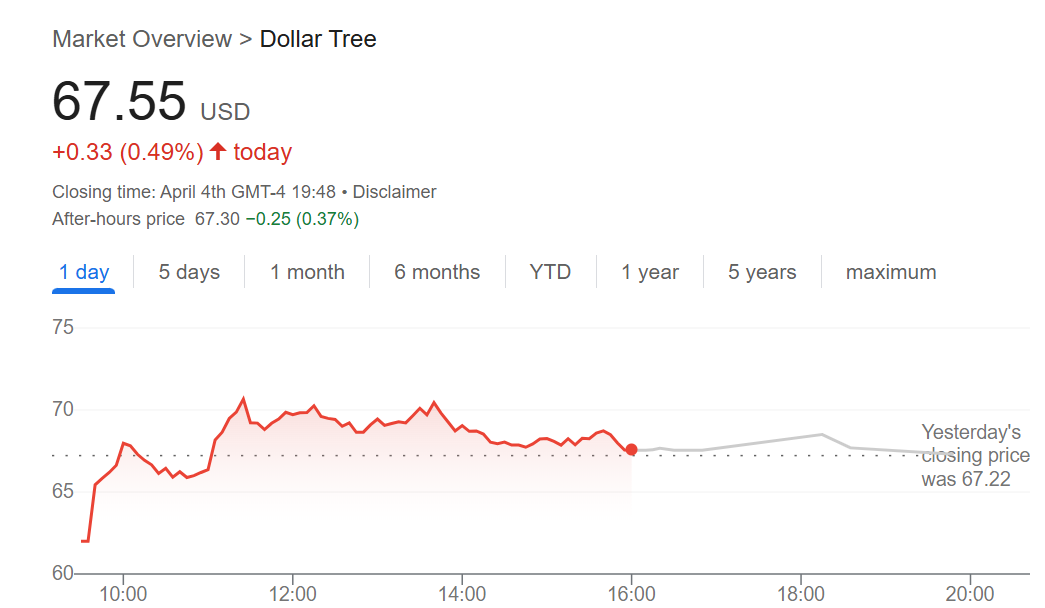 Market Overview > Dollar Tree
67.55 USD
+0.33 (0.49%) ↑ today
Closing time: April 4th GMT-4 19:48 • Disclaimer
After-hours price 67.30 −0.25 (0.37%)
1 day
5 days
1 month
6 months
YTD
1 year
5 years
maximum
75
70
65
60
Yesterday's
closing price
was 67.22
10:00
12:00
14:00
16:00
18:00
20:00